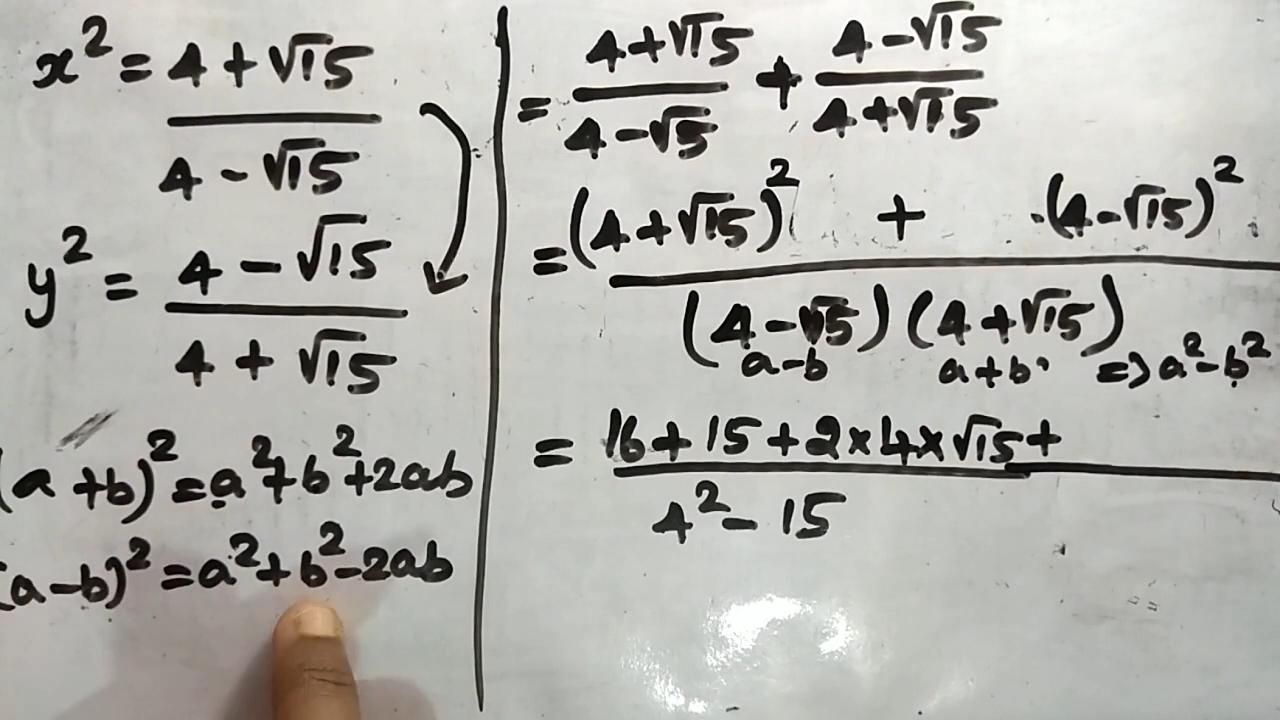 x² = 4 + √15
4 - √15
y² = 4 - √15
4 + √15
(a + b)² = a² + b² + 2ab
(a - b)² = a² + b² - 2ab
= 4 + √15 / 4 - √5 + 4 - √15 / 4 + √15
= (4 + √15)² + (4 - √15)²
(4 - √15) (4 + √15)
a - b a + b ⇒ a² - b²
= 16 + 15 + 2 × 4 × √15 +
4² - 15